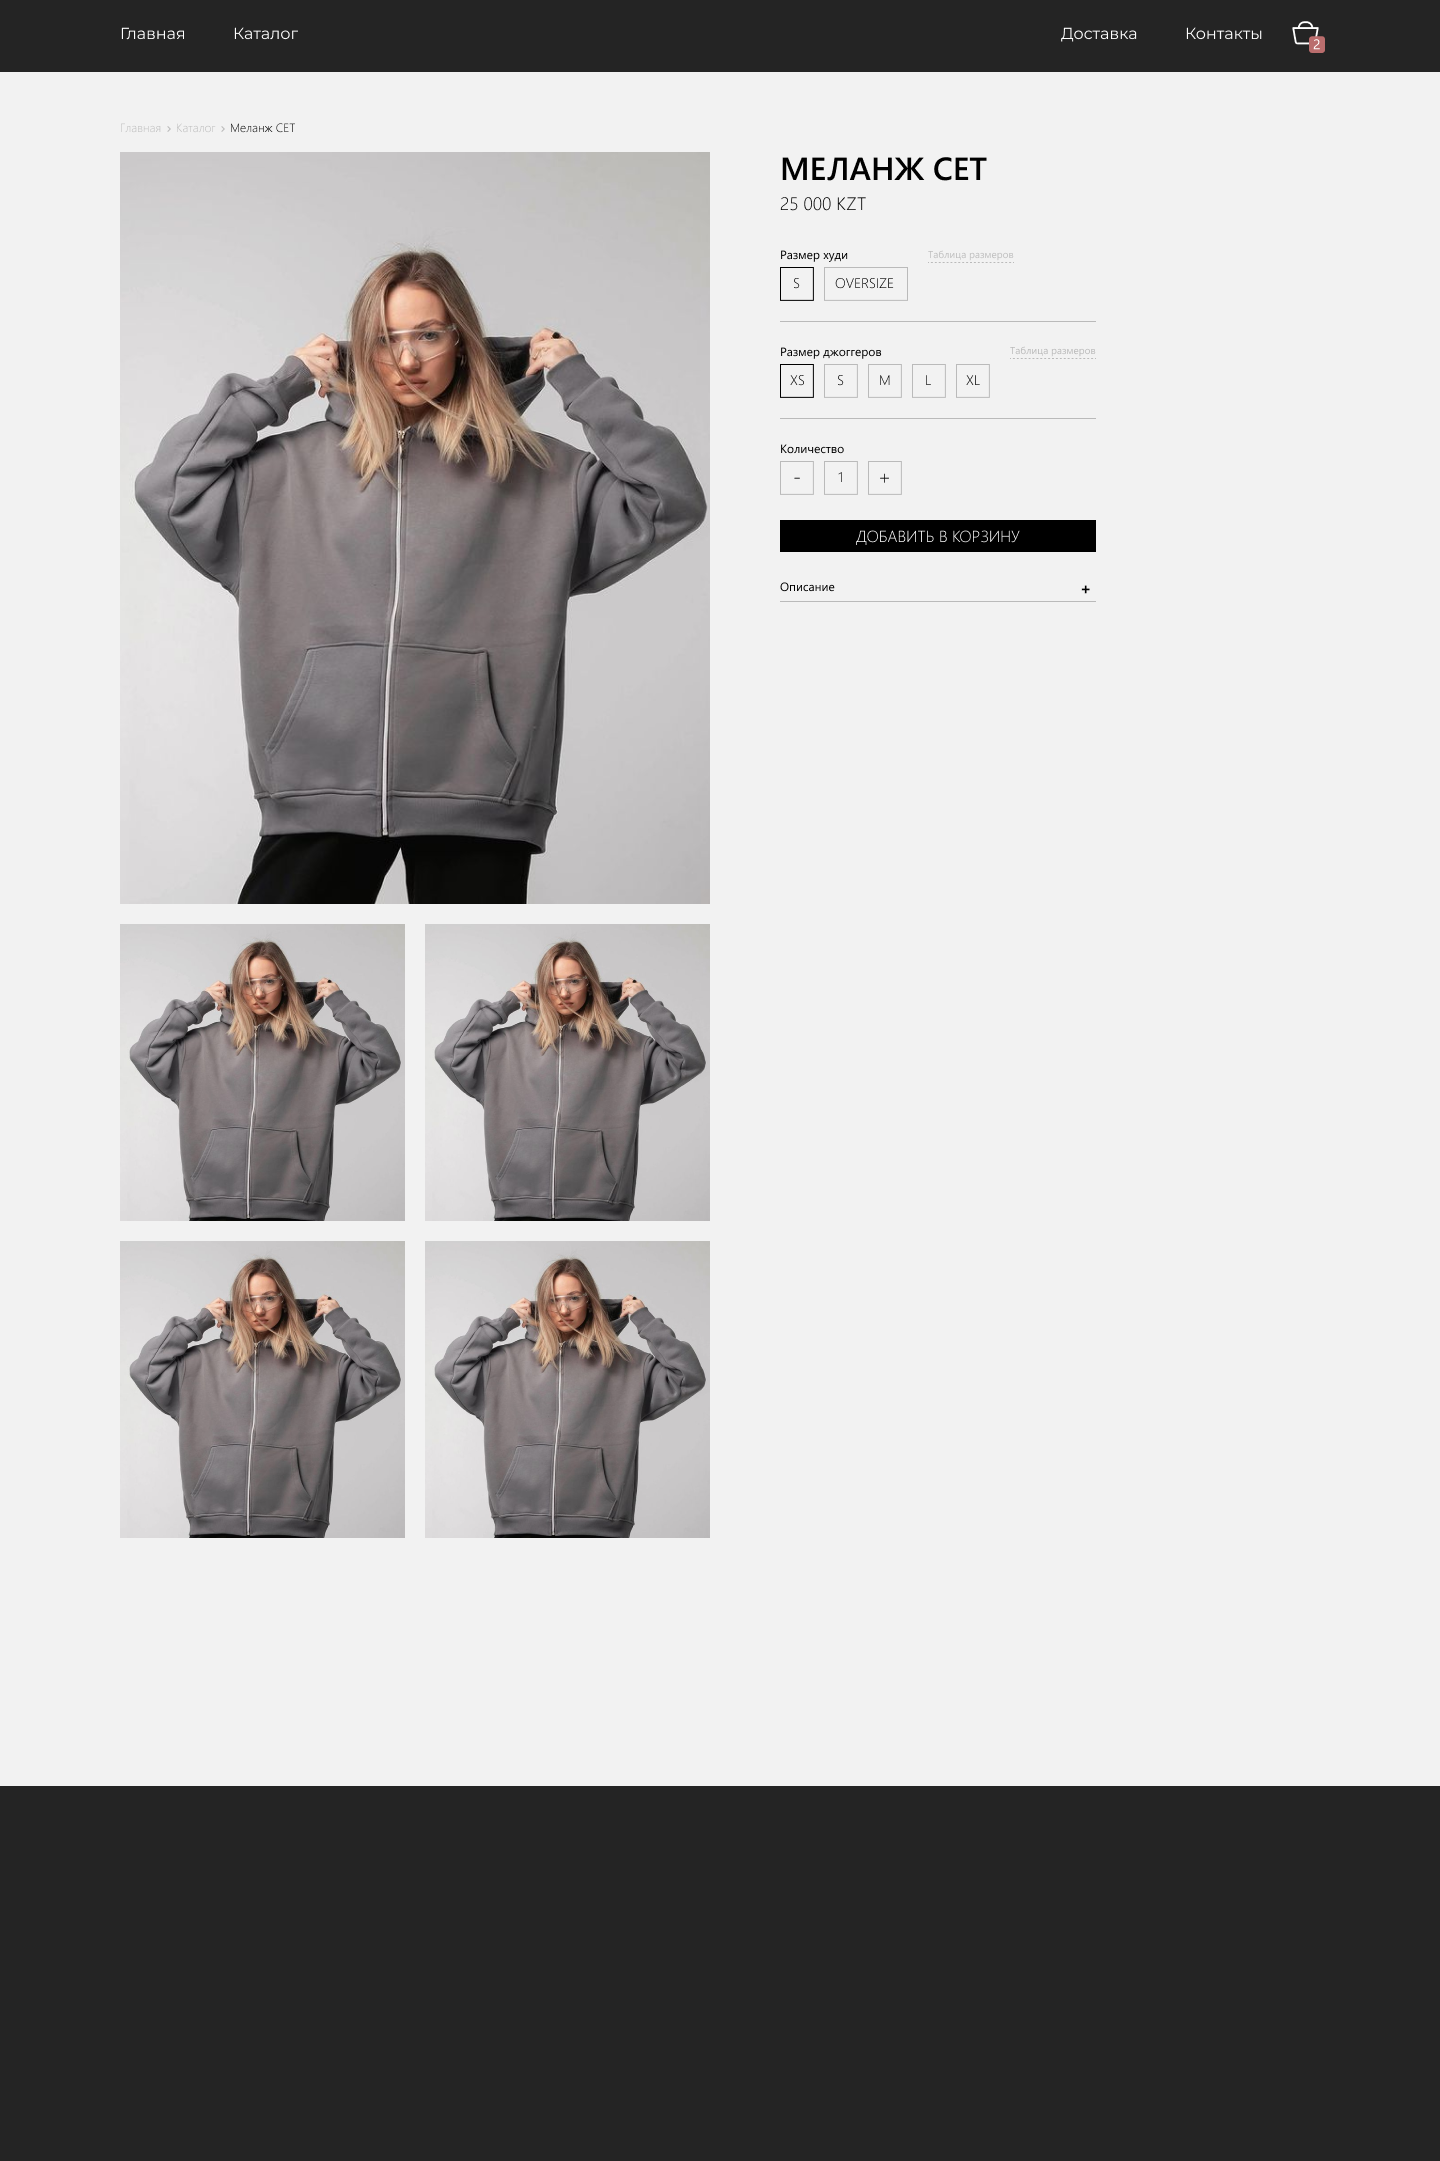 Главная Каталог Доставка Контакты 2
Главная › Каталог › Меланж СЕТ
МЕЛАНЖ СЕТ
25 000 KZT
Размер худи Таблица размеров
S OVERSIZE
Размер джоггеров Таблица размеров
XS S M L XL
Количество
- 1 +
ДОБАВИТЬ В КОРЗИНУ
Описание +